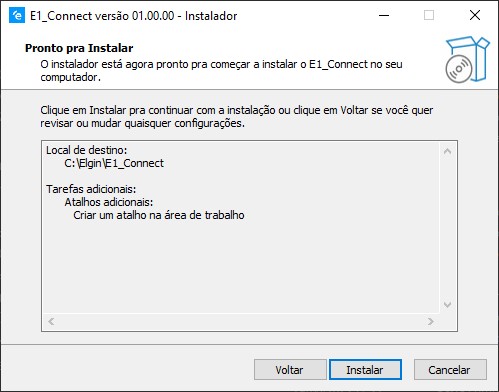 E1_Connect versão 01.00.00 - Instalador
Pronto pra Instalar
O instalador está agora pronto pra começar a instalar o E1_Connect no seu
computador.
Clique em Instalar pra continuar com a instalação ou clique em Voltar se você quer
revisar ou mudar quaisquer configurações.
Local de destino:
C:\Elgin\E1_Connect
Tarefas adicionais:
Atalhos adicionais:
Criar um atalho na área de trabalho
Voltar
Instalar
Cancelar